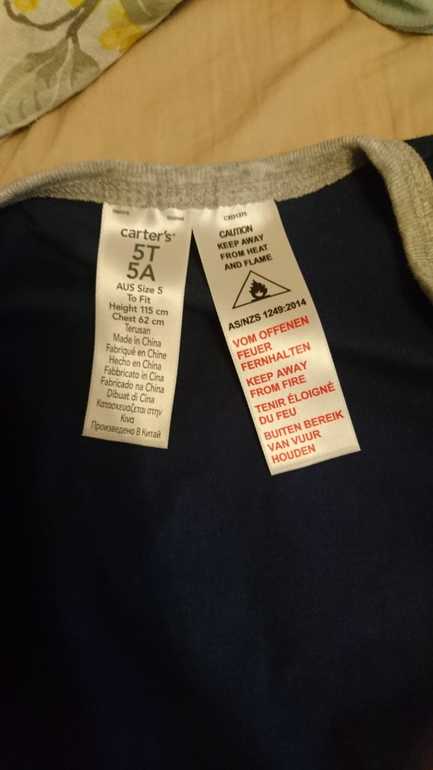 carter's
5T
5A
AUS Size 5
To Fit
Height 115 cm
Chest 62 cm
Terusan
Made in China
Fabriqué en Chine
Hecho en China
Fabbricato in Cina
Fabricado na China
Dibuat di Cina
Κατασκευάζεται στην
Κινα
Произведено В Китай
CAUTION
KEEP AWAY
FROM HEAT
AND FLAME
AS/NZS 1249:2014
VOM OFFENEN
FEUER
FERNHALTEN
KEEP AWAY
FROM FIRE
TENIR ÉLOIGNÉ
DU FEU
BUITEN BEREIK
VAN VUUR
HOUDEN